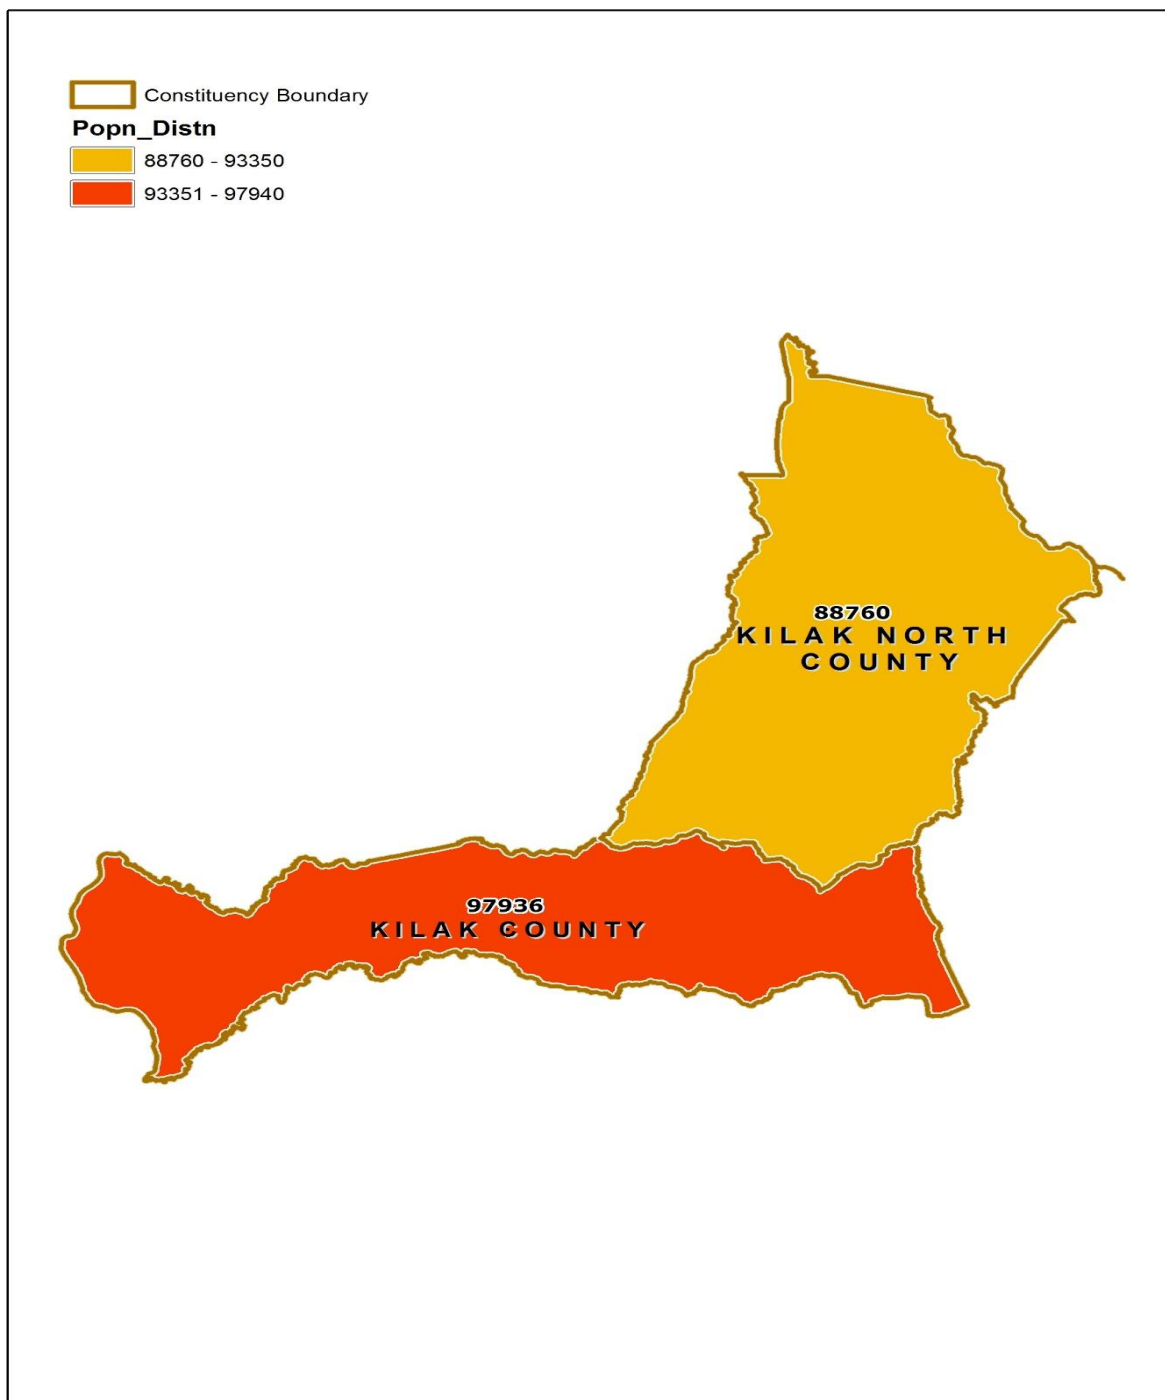 Constituency Boundary
Popn_Distn
88760 - 93350
93351 - 97940
88760
KILAK NORTH
COUNTY
97936
KILAK COUNTY